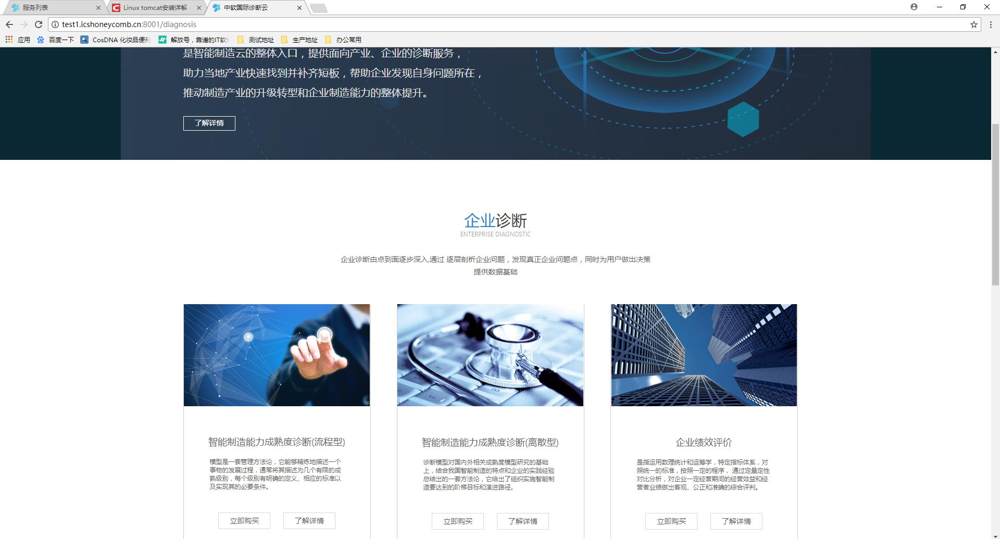 服务列表
Linux tomcat安装详解 -
中软国际诊断云
test1.icshoneycomb.cn:8001/diagnosis
应用
百度一下
CosDNA 化妆品便利
解放号，靠谱的IT软件
测试地址
生产地址
办公常用
是智能制造云的整体入口，提供面向产业、企业的诊断服务，
助力当地产业快速找到并补齐短板，帮助企业发现自身问题所在，
推动制造产业的升级转型和企业制造能力的整体提升。
了解详情
企业诊断
ENTERPRISE DIAGNOSTIC
企业诊断由点到面逐步深入,通过 逐层剖析企业问题，发现真正企业问题点，同时为用户做出决策
提供数据基础
智能制造能力成熟度诊断(流程型)
模型是一套管理方法论，它能够精炼地描述一个
事物的发展过程，通常将其描述为几个有限的成
熟级别，每个级别有明确的定义、相应的标准以
及实现其的必要条件。
立即购买
了解详情
智能制造能力成熟度诊断(离散型)
诊断模型对国内外相关成熟度模型研究的基础
上，结合我国智能制造的特点和企业的实践经验
总结出的一套方法论，它给出了组织实施智能制
造要达到的阶梯目标和演进路径。
立即购买
了解详情
企业绩效评价
是指运用数理统计和运筹学，特定指标体系，对
照统一的标准，按照一定的程序， 通过定量定性
对比分析，对企业一定经营期间的经营效益和经
营者业绩做出客观、公正和准确的综合评判。
立即购买
了解详情